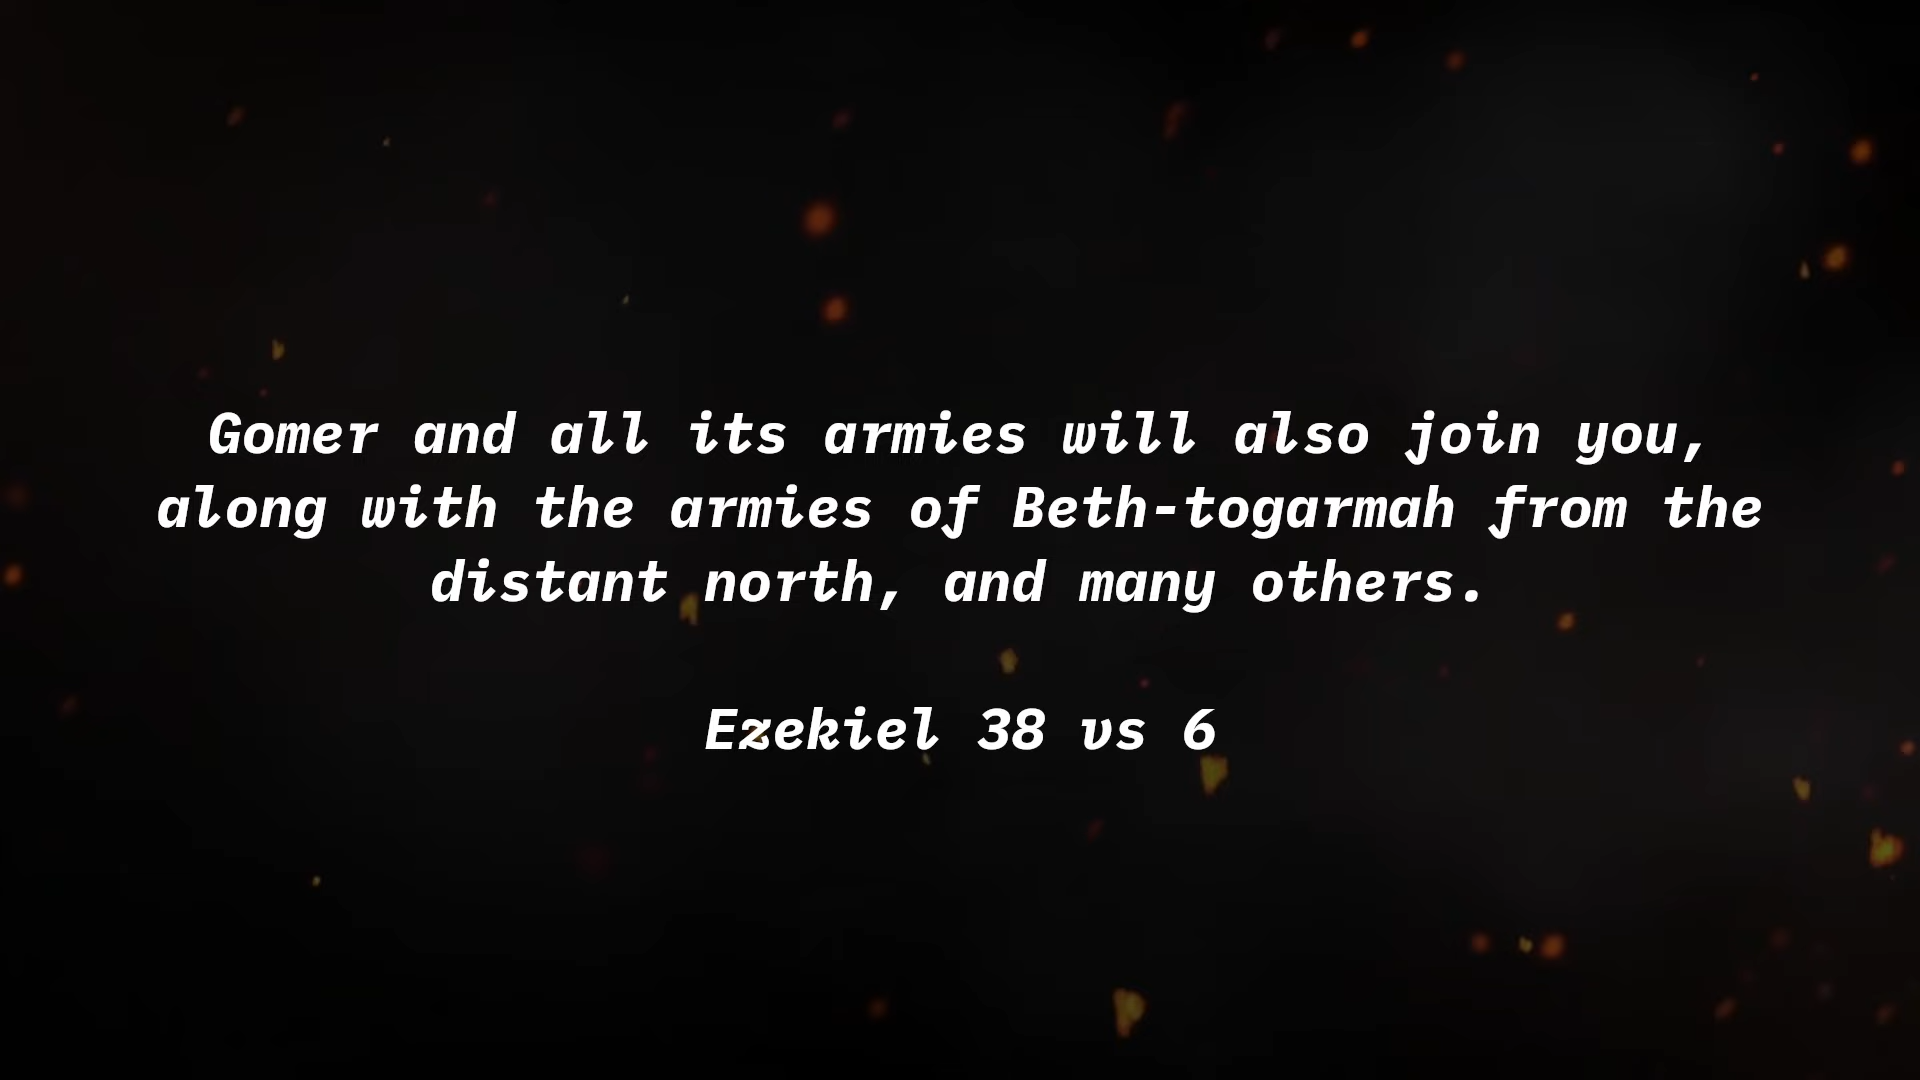 Gomer and all its armies will also join you,
along with the armies of Beth-togarmah from the
distant north, and many others.
Ezekiel 38 vs 6